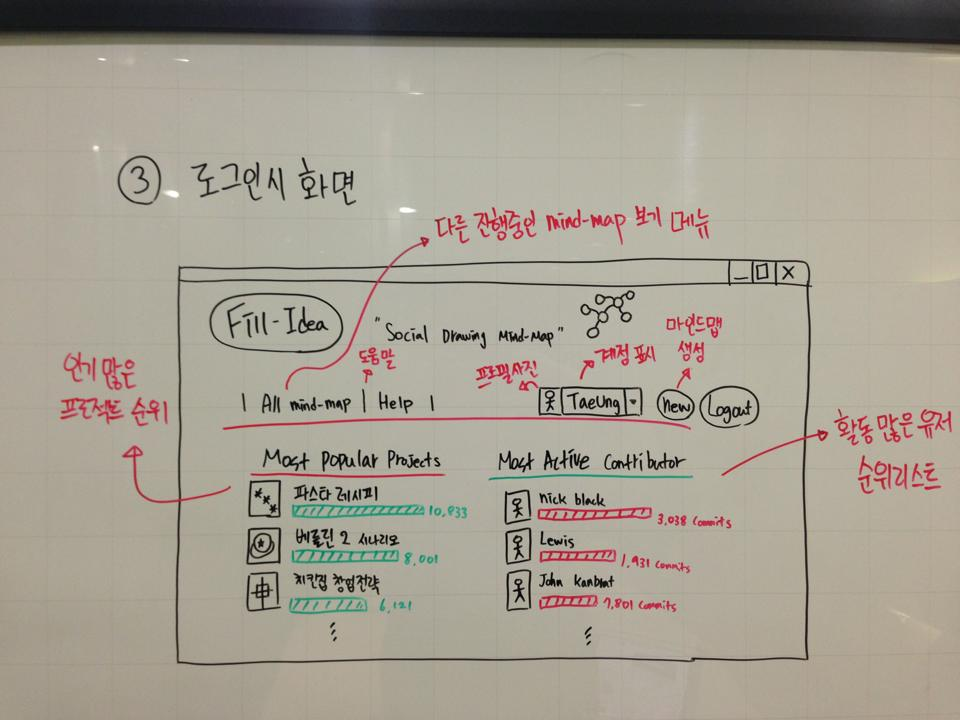 ③ 로그인시 화면
다른 진행중인 mind-map 보기 메뉴
Fill-Idea
"Social Drawing Mind-Map"
도움말
프로필사진
계정 표시
마인드맵
생성
| All mind-map | Help |
TaeUng
new
Logout
인기 많은
프로젝트 순위
활동 많은 유저
순위리스트
Most Popular Projects
파스타 레시피
10,833
베를린 2 시나리오
8,001
치킨집 창업전략
6,121
Most Active Contributor
nick black
3,038 commits
Lewis
1,931 commits
John Kanbrat
7,801 commits